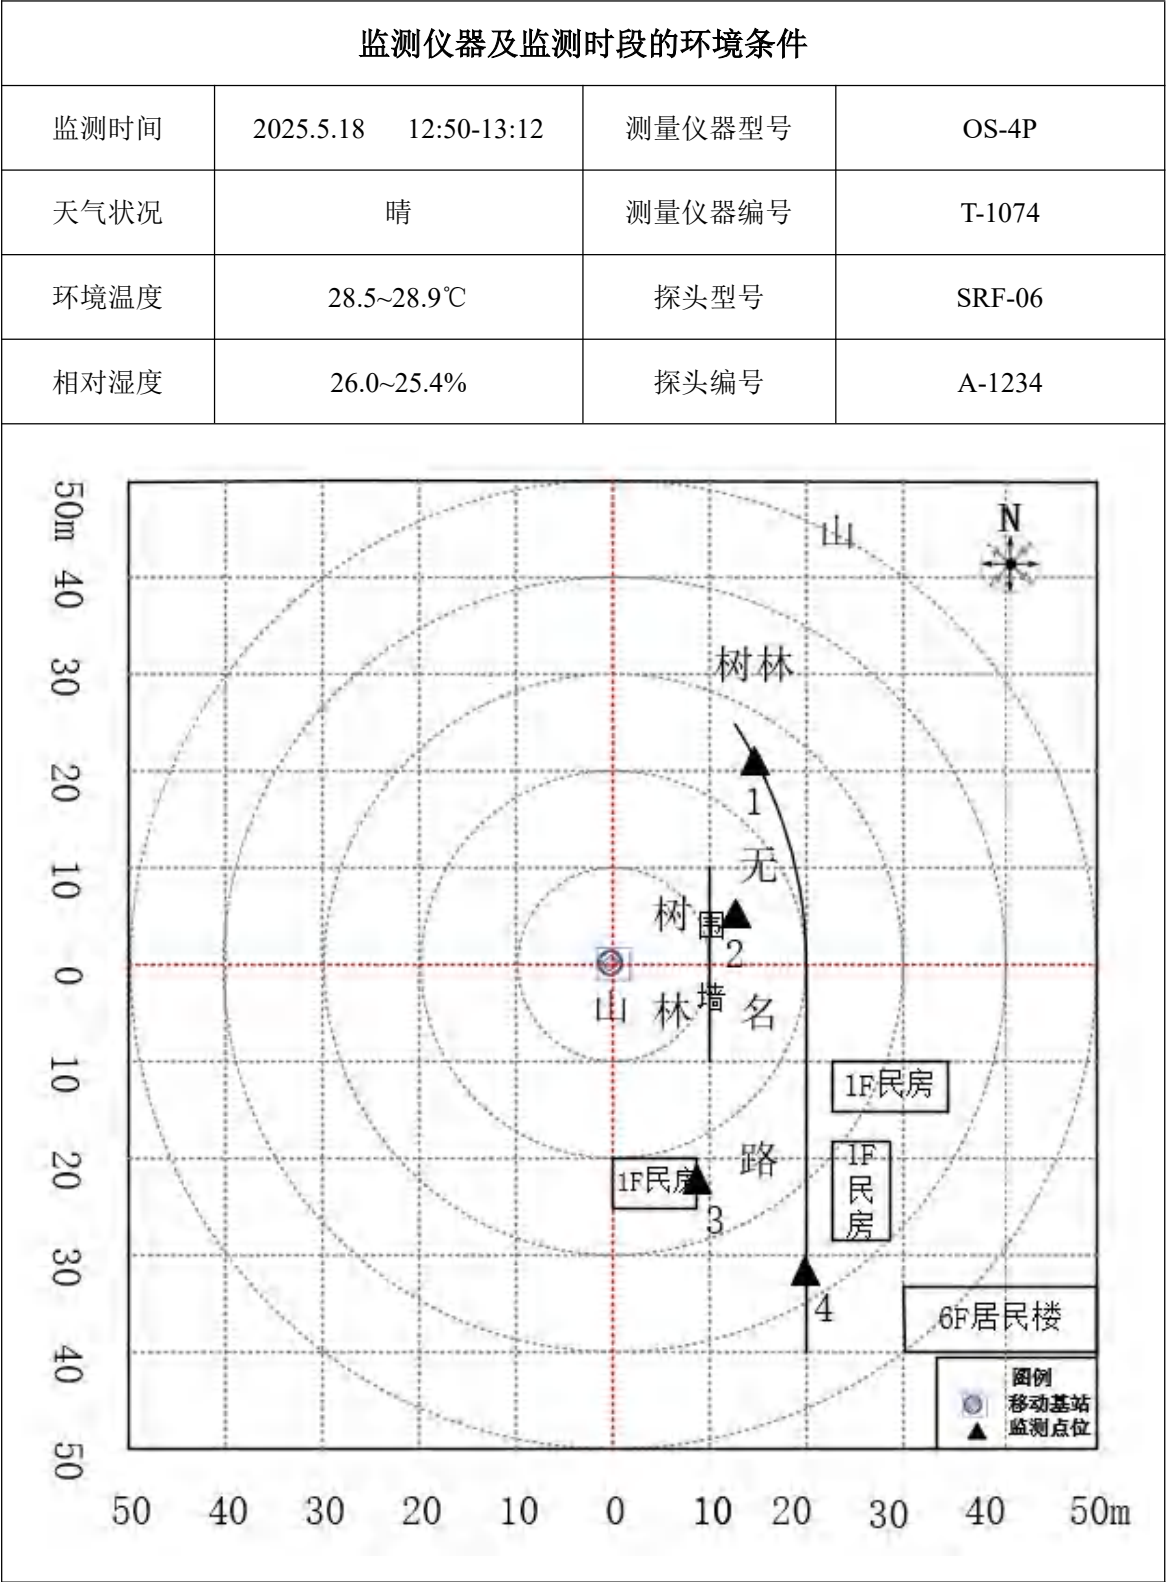 监测仪器及监测时段的环境条件
监测时间 2025.5.18 12:50-13:12 测量仪器型号 OS-4P
天气状况 晴 测量仪器编号 T-1074
环境温度 28.5~28.9℃ 探头型号 SRF-06
相对湿度 26.0~25.4% 探头编号 A-1234
50m
40
30
20
10
0
10
20
30
40
50
山
N
树林
1
无
树
围
2
山
林
墙
名
1F民房
路
1F民房
3
1F
民
房
4
6F居民楼
图例
移动基站
监测点位
50 40 30 20 10 0 10 20 30 40 50m